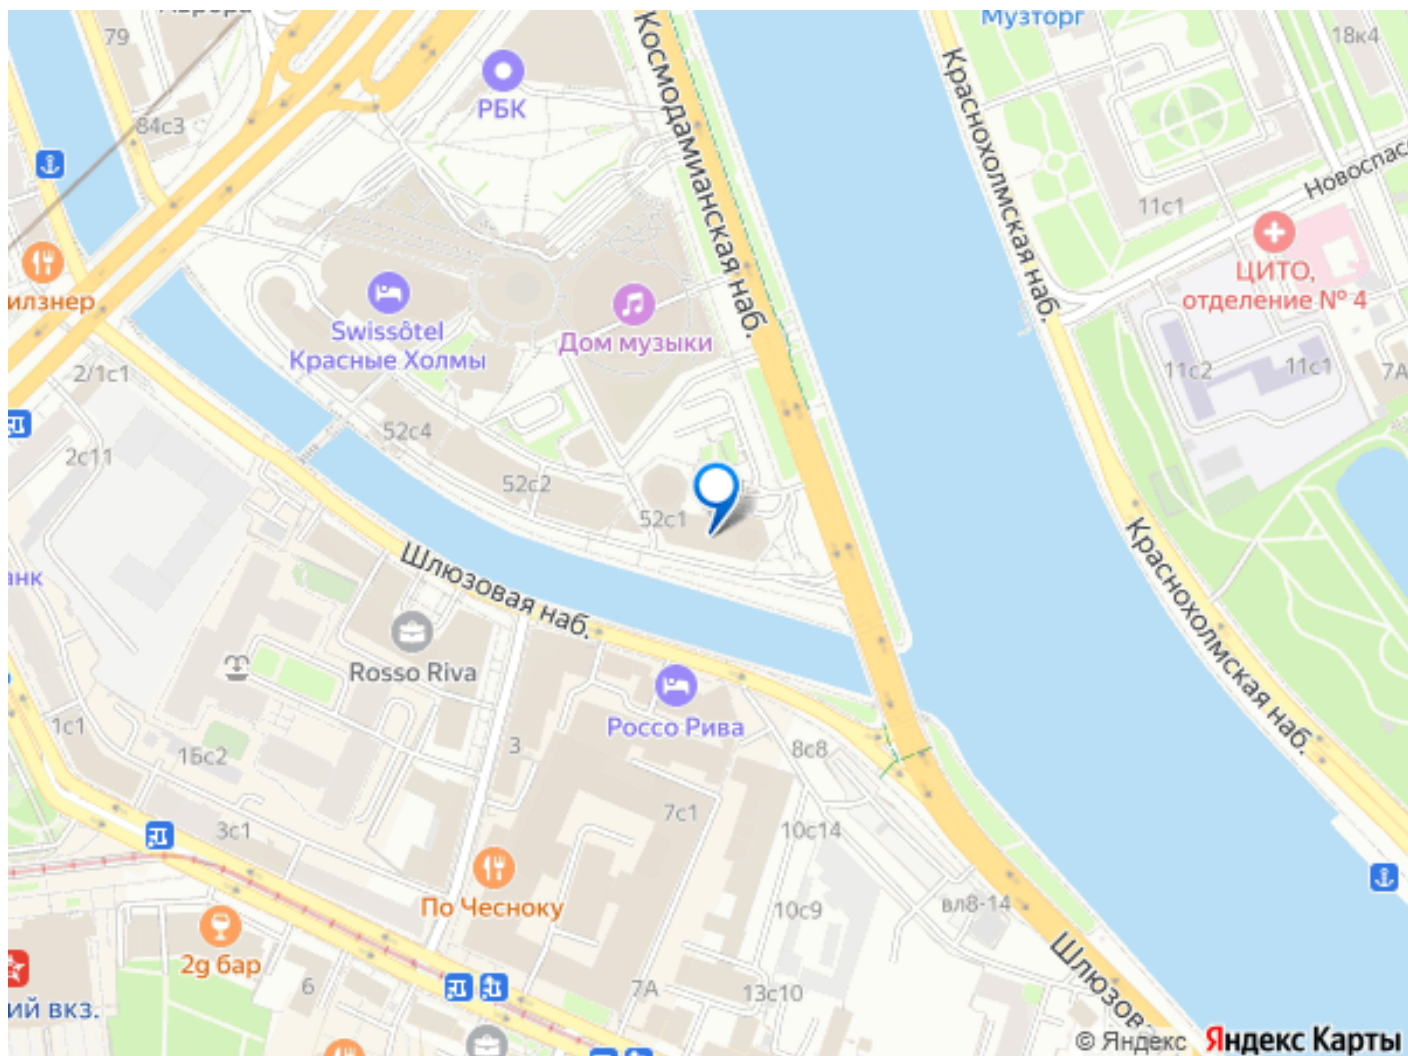 Аврора
79
84с3
РБК
Космодамианская наб.
Музторг
18к4
Краснохолмская наб.
11с1
ЦИТО,
отделение № 4
илзнер
Swissôtel
Красные Холмы
Дом музыки
11с2
11с1
7А
2/1с1
52с4
2с11
52с2
52с1
Шлюзовая наб.
Краснохолмская наб.
анк
Rosso Riva
Россо Рива
1с1
1Бс2
3
8с8
3с1
7с1
10с14
По Чесноку
10с9
вл8-14
2g бар
6
7А
13с10
ий вкз.
© Яндекс
Яндекс Карты